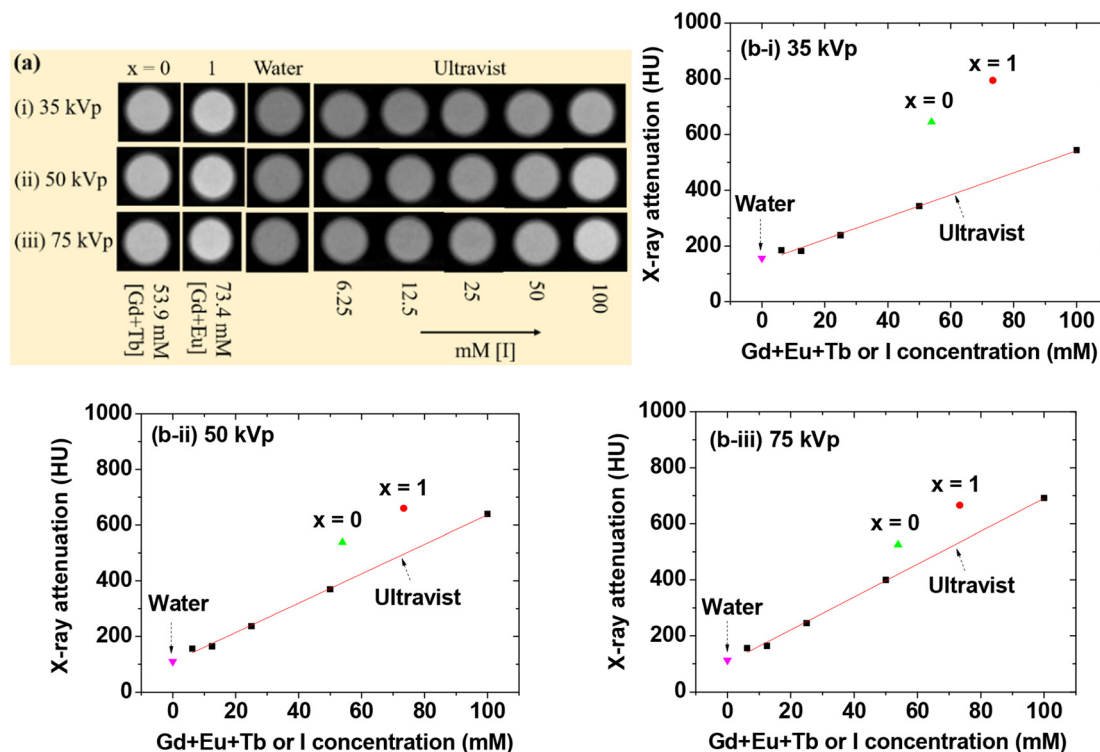 (a)
x = 0 1 Water Ultravist
(i) 35 kVp
(ii) 50 kVp
(iii) 75 kVp
53.9 mM
[Gd+Tb]
73.4 mM
[Gd+Eu]
6.25
12.5
25
50
100
mM [I]
(b-i) 35 kVp
X-ray attenuation (HU)
1000
800
600
400
200
0
x = 1
x = 0
Water
Ultravist
0 20 40 60 80 100
Gd+Eu+Tb or I concentration (mM)
(b-ii) 50 kVp
X-ray attenuation (HU)
1000
800
600
400
200
0
x = 1
x = 0
Water
Ultravist
0 20 40 60 80 100
Gd+Eu+Tb or I concentration (mM)
(b-iii) 75 kVp
X-ray attenuation (HU)
1000
800
600
400
200
0
x = 1
x = 0
Water
Ultravist
0 20 40 60 80 100
Gd+Eu+Tb or I concentration (mM)